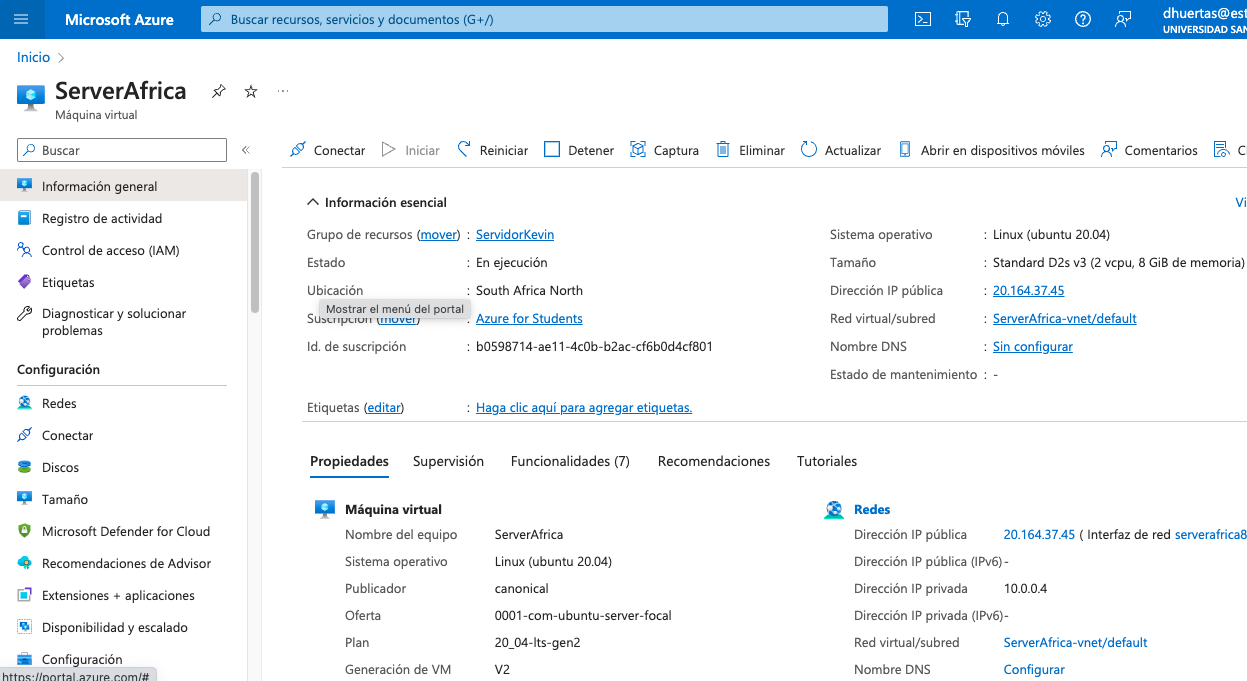 Microsoft Azure
Buscar recursos, servicios y documentos (G+/)
dhuertas@est
UNIVERSIDAD SAN
Inicio
ServerAfrica
Máquina virtual
Buscar
Conectar Iniciar Reiniciar Detener Captura Eliminar Actualizar Abrir en dispositivos móviles Comentarios
Información general
Registro de actividad
Control de acceso (IAM)
Etiquetas
Diagnosticar y solucionar
problemas
Configuración
Redes
Conectar
Discos
Tamaño
Microsoft Defender for Cloud
Recomendaciones de Advisor
Extensiones + aplicaciones
Disponibilidad y escalado
Configuración
https://portal.azure.com/#
Información esencial
Grupo de recursos (mover) : ServidorKevin
Estado : En ejecución
Ubicación : South Africa North
Mostrar el menú del portal
Suscripción (mover) : Azure for Students
Id. de suscripción : b0598714-ae11-4c0b-b2ac-cf6b0d4cf801
Etiquetas (editar) : Haga clic aquí para agregar etiquetas.
Sistema operativo : Linux (ubuntu 20.04)
Tamaño : Standard D2s v3 (2 vcpu, 8 GiB de memoria)
Dirección IP pública : 20.164.37.45
Red virtual/subred : ServerAfrica-vnet/default
Nombre DNS : Sin configurar
Estado de mantenimiento : -
Propiedades Supervisión Funcionalidades (7) Recomendaciones Tutoriales
Máquina virtual
Nombre del equipo ServerAfrica
Sistema operativo Linux (ubuntu 20.04)
Publicador canonical
Oferta 0001-com-ubuntu-server-focal
Plan 20_04-lts-gen2
Generación de VM V2
Redes
Dirección IP pública 20.164.37.45 ( Interfaz de red serverafrica8
Dirección IP pública (IPv6) -
Dirección IP privada 10.0.0.4
Dirección IP privada (IPv6) -
Red virtual/subred ServerAfrica-vnet/default
Nombre DNS Configurar